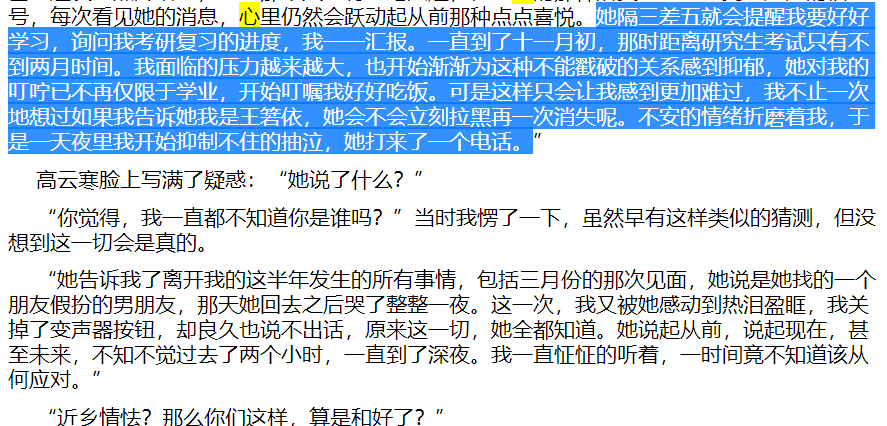 号，每次看见她的消息，心里仍然会跃动起从前那种点点喜悦。她隔三差五就会提醒我要好好
学习，询问我考研复习的进度，我一一汇报。一直到了十一月初，那时距离研究生考试只有不
到两月时间。我面临的压力越来越大，也开始渐渐为这种不能戳破的关系感到抑郁，她对我的
叮咛已不再仅限于学业，开始叮嘱我好好吃饭。可是这样只会让我感到更加难过，我不止一次
地想过如果我告诉她我是王箬依，她会不会立刻拉黑再一次消失呢。不安的情绪折磨着我，于
是一天夜里我开始抑制不住的抽泣，她打来了一个电话。”
高云寒脸上写满了疑惑：“她说了什么？”
“你觉得，我一直都不知道你是谁吗？”当时我愣了一下，虽然早有这样类似的猜测，但没
想到这一切会是真的。
“她告诉我了离开我的这半年发生的所有事情，包括三月份的那次见面，她说是她找的一个
朋友假扮的男朋友，那天她回去之后哭了整整一夜。这一次，我又被她感动到热泪盈眶，我关
掉了变声器按钮，却良久也说不出话，原来这一切，她全都知道。她说起从前，说起现在，甚
至未来，不知不觉过去了两个小时，一直到了深夜。我一直怔怔的听着，一时间竟不知道该从
何应对。”
“近乡情怯？那么你们这样，算是和好了？”